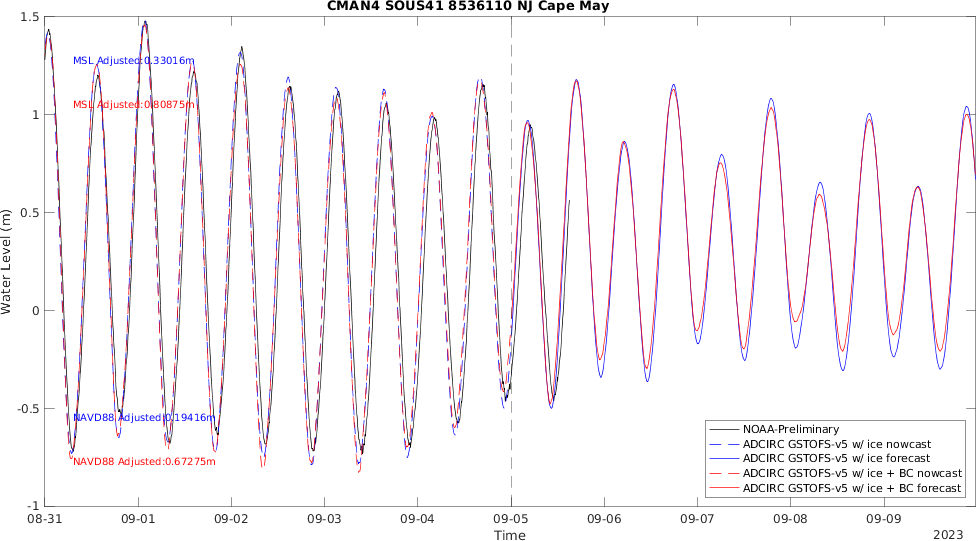 CMAN4 SOUS41 8536110 NJ Cape May
1.5
1
0.5
0
-0.5
-1
Water Level (m)
MSL Adjusted:0.33016m
MSL Adjusted:0.80875m
NAVD88 Adjusted:0.19416m
NAVD88 Adjusted:0.67275m
NOAA-Preliminary
ADCIRC GSTOFS-v5 w/ ice nowcast
ADCIRC GSTOFS-v5 w/ ice forecast
ADCIRC GSTOFS-v5 w/ ice + BC nowcast
ADCIRC GSTOFS-v5 w/ ice + BC forecast
08-31 09-01 09-02 09-03 09-04 09-05 09-06 09-07 09-08 09-09
Time
2023